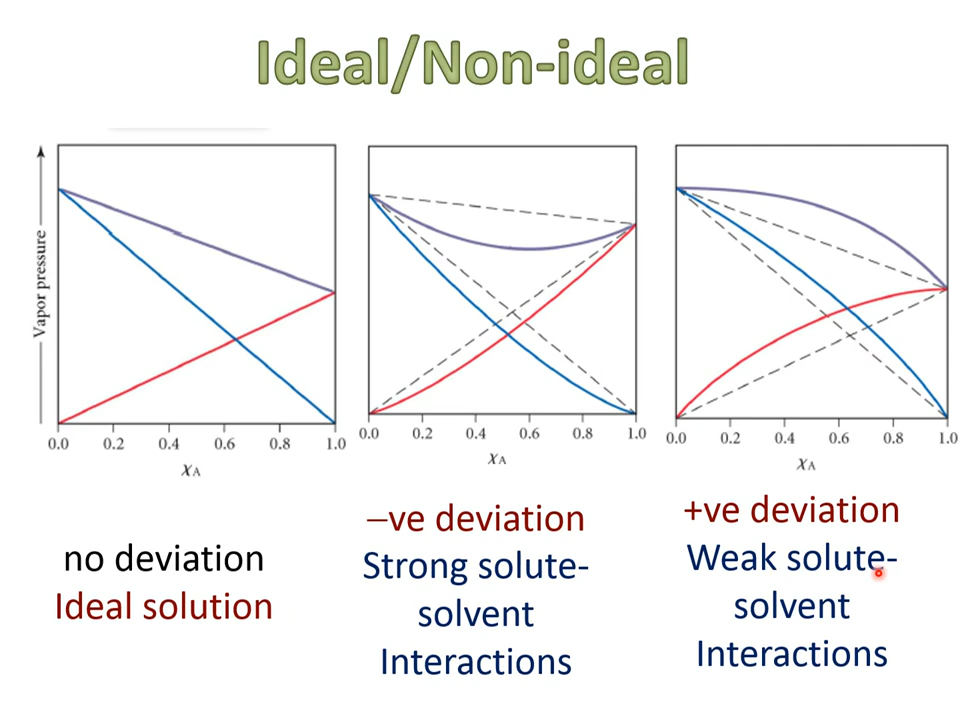 Ideal/Non-ideal
Vapor pressure
0.0 0.2 0.4 0.6 0.8 1.0
χA
0.0 0.2 0.4 0.6 0.8 1.0
χA
0.0 0.2 0.4 0.6 0.8 1.0
χA
no deviation
Ideal solution
–ve deviation
Strong solute-
solvent
Interactions
+ve deviation
Weak solute-
solvent
Interactions